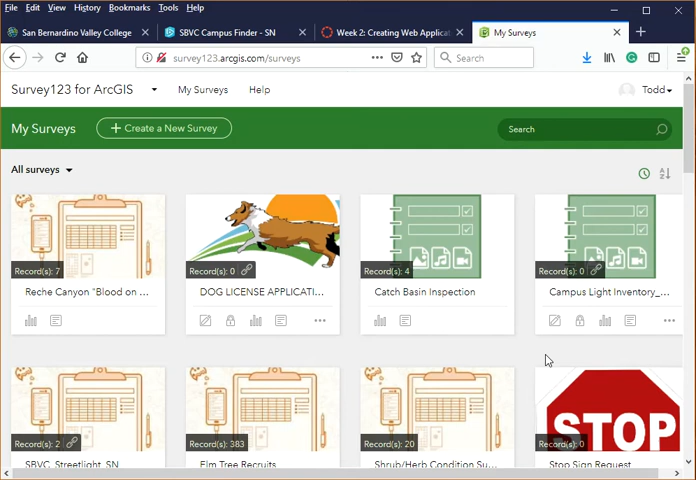 File Edit View History Bookmarks Tools Help
San Bernardino Valley College
SBVC Campus Finder - SN
Week 2: Creating Web Applicat
My Surveys
survey123.arcgis.com/surveys
Search
Survey123 for ArcGIS
My Surveys
Help
Todd
My Surveys
+ Create a New Survey
Search
All surveys
A
Z
Record(s): 7
Record(s): 0
Record(s): 4
Record(s): 0
Reche Canyon "Blood on ...
DOG LICENSE APPLICATI...
Catch Basin Inspection
Campus Light Inventory_...
STOP
Record(s): 2
Record(s): 383
Record(s): 20
Record(s): 0
SBVC_Streetlight_SN
Elm Tree Recruits
Shrub/Herb Condition Su...
Stop Sign Request